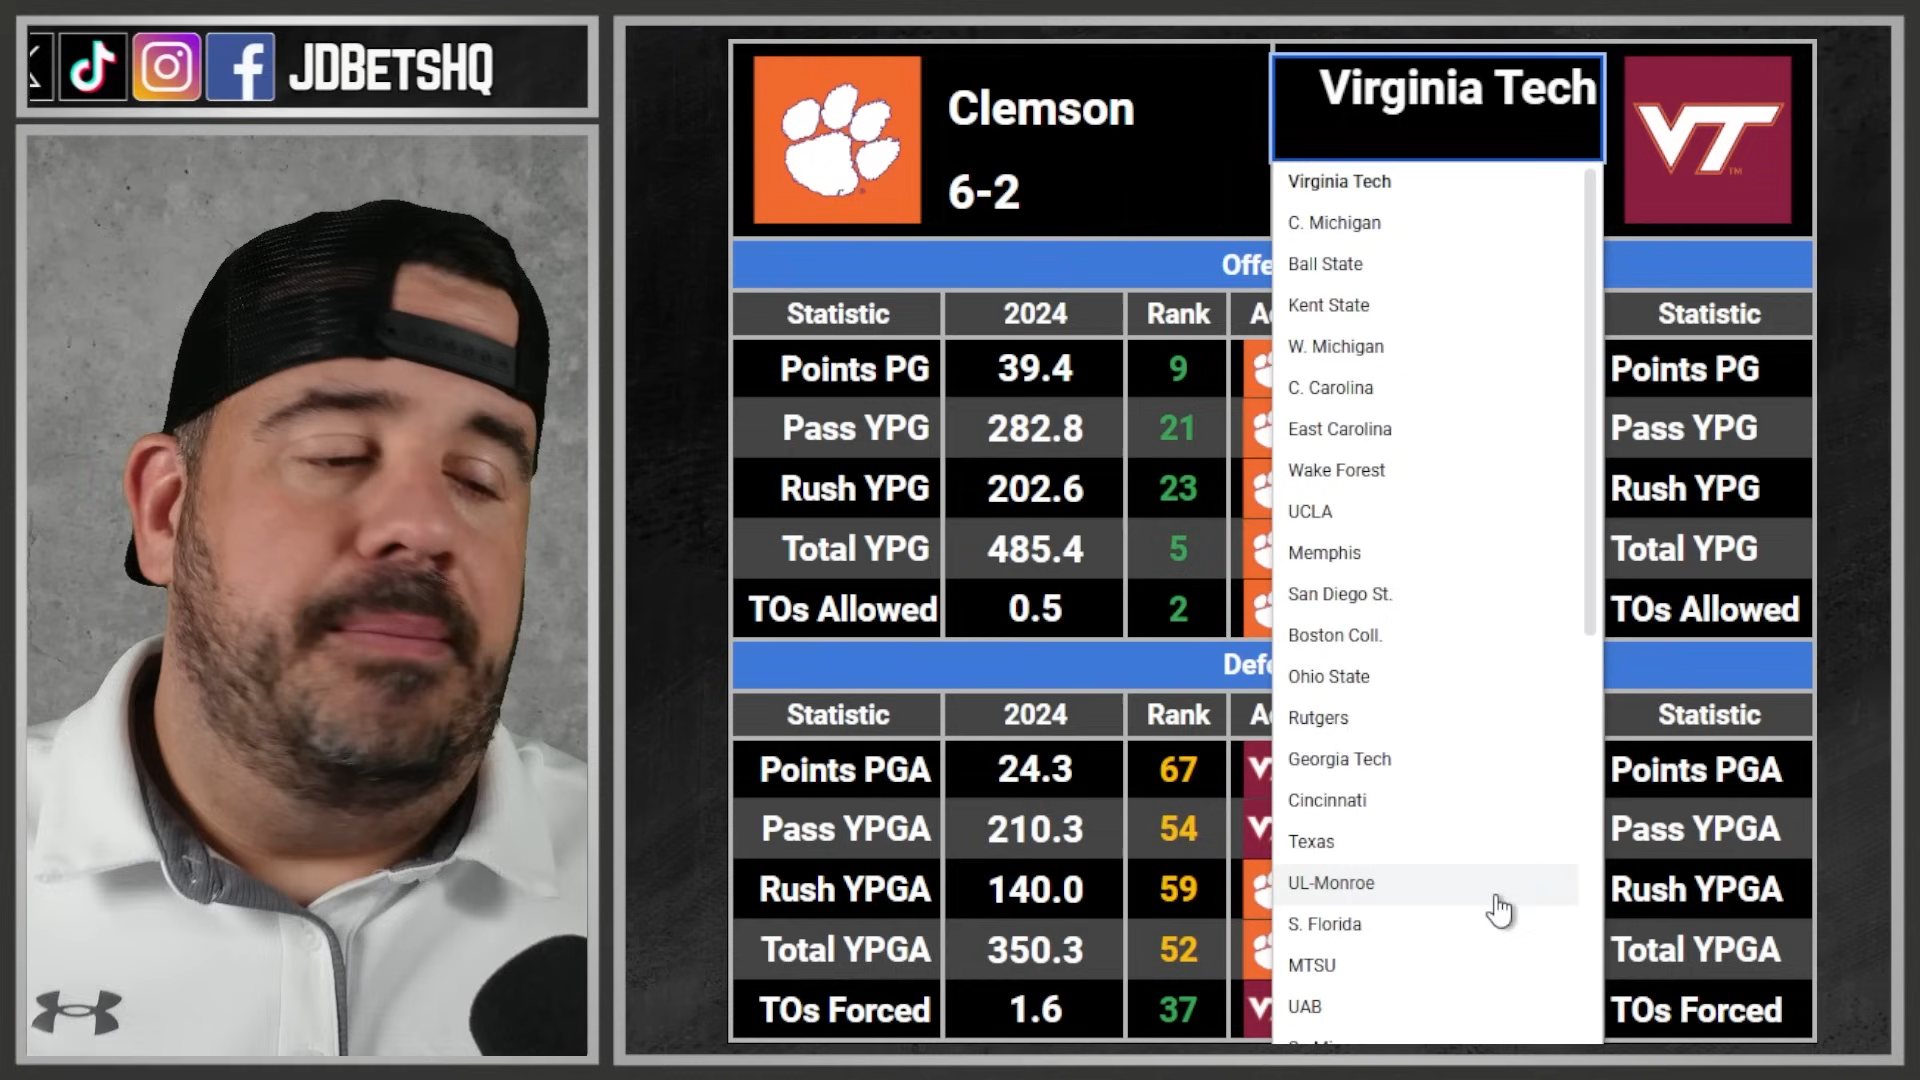 JDBETSHQ
Clemson
6-2
Virginia Tech
VT
TM
Offe
Statistic 2024 Rank A
Statistic
Points PG 39.4 9
Points PG
Pass YPG 282.8 21
Pass YPG
Rush YPG 202.6 23
Rush YPG
Total YPG 485.4 5
Total YPG
TOs Allowed 0.5 2
TOs Allowed
Defe
Statistic 2024 Rank A
Statistic
Points PGA 24.3 67
Points PGA
Pass YPGA 210.3 54
Pass YPGA
Rush YPGA 140.0 59
Rush YPGA
Total YPGA 350.3 52
Total YPGA
TOs Forced 1.6 37
TOs Forced
Virginia Tech
C. Michigan
Ball State
Kent State
W. Michigan
C. Carolina
East Carolina
Wake Forest
UCLA
Memphis
San Diego St.
Boston Coll.
Ohio State
Rutgers
Georgia Tech
Cincinnati
Texas
UL-Monroe
S. Florida
MTSU
UAB